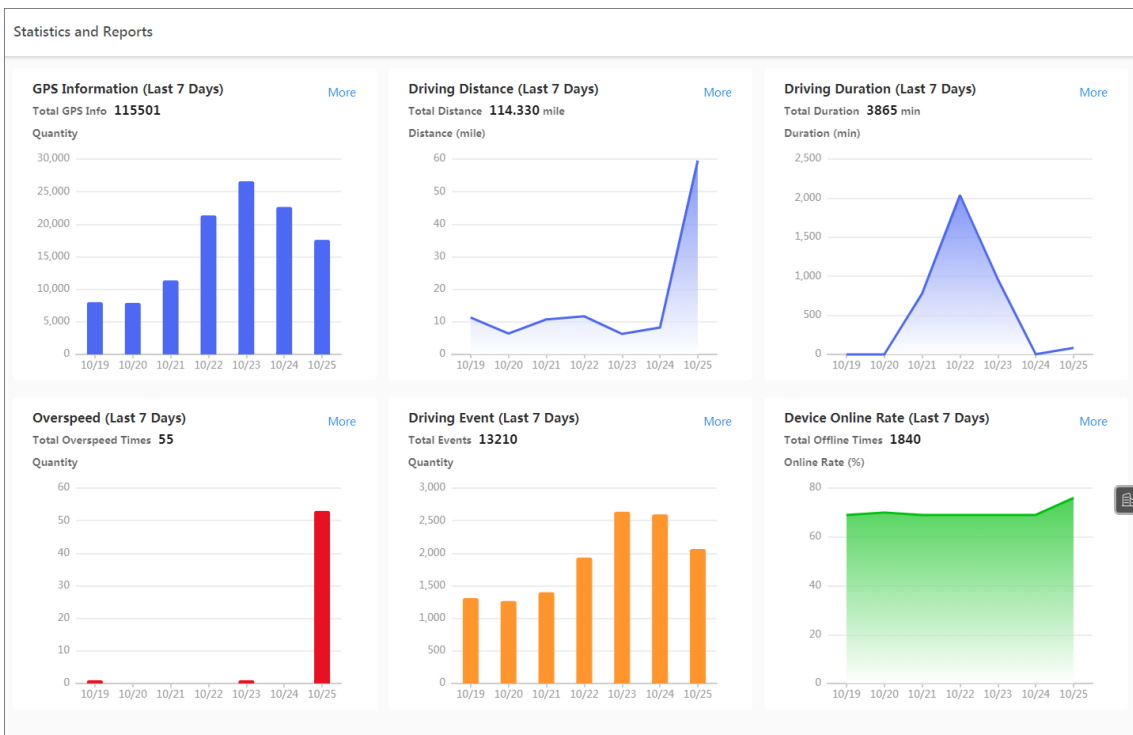 Statistics and Reports
GPS Information (Last 7 Days)
More
Total GPS Info 115501
Quantity
30,000
25,000
20,000
15,000
10,000
5,000
0
10/19 10/20 10/21 10/22 10/23 10/24 10/25
Driving Distance (Last 7 Days)
More
Total Distance 114.330 mile
Distance (mile)
60
50
40
30
20
10
0
10/19 10/20 10/21 10/22 10/23 10/24 10/25
Driving Duration (Last 7 Days)
More
Total Duration 3865 min
Duration (min)
2,500
2,000
1,500
1,000
500
0
10/19 10/20 10/21 10/22 10/23 10/24 10/25
Overspeed (Last 7 Days)
More
Total Overspeed Times 55
Quantity
60
50
40
30
20
10
0
10/19 10/20 10/21 10/22 10/23 10/24 10/25
Driving Event (Last 7 Days)
More
Total Events 13210
Quantity
3,000
2,500
2,000
1,500
1,000
500
0
10/19 10/20 10/21 10/22 10/23 10/24 10/25
Device Online Rate (Last 7 Days)
More
Total Offline Times 1840
Online Rate (%)
80
60
40
20
0
10/19 10/20 10/21 10/22 10/23 10/24 10/25